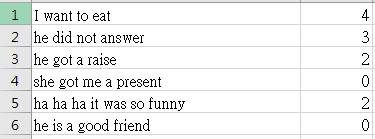 1 I want to eat 4
2 he did not answer 3
3 he got a raise 2
4 she got me a present 0
5 ha ha ha it was so funny 2
6 he is a good friend 0